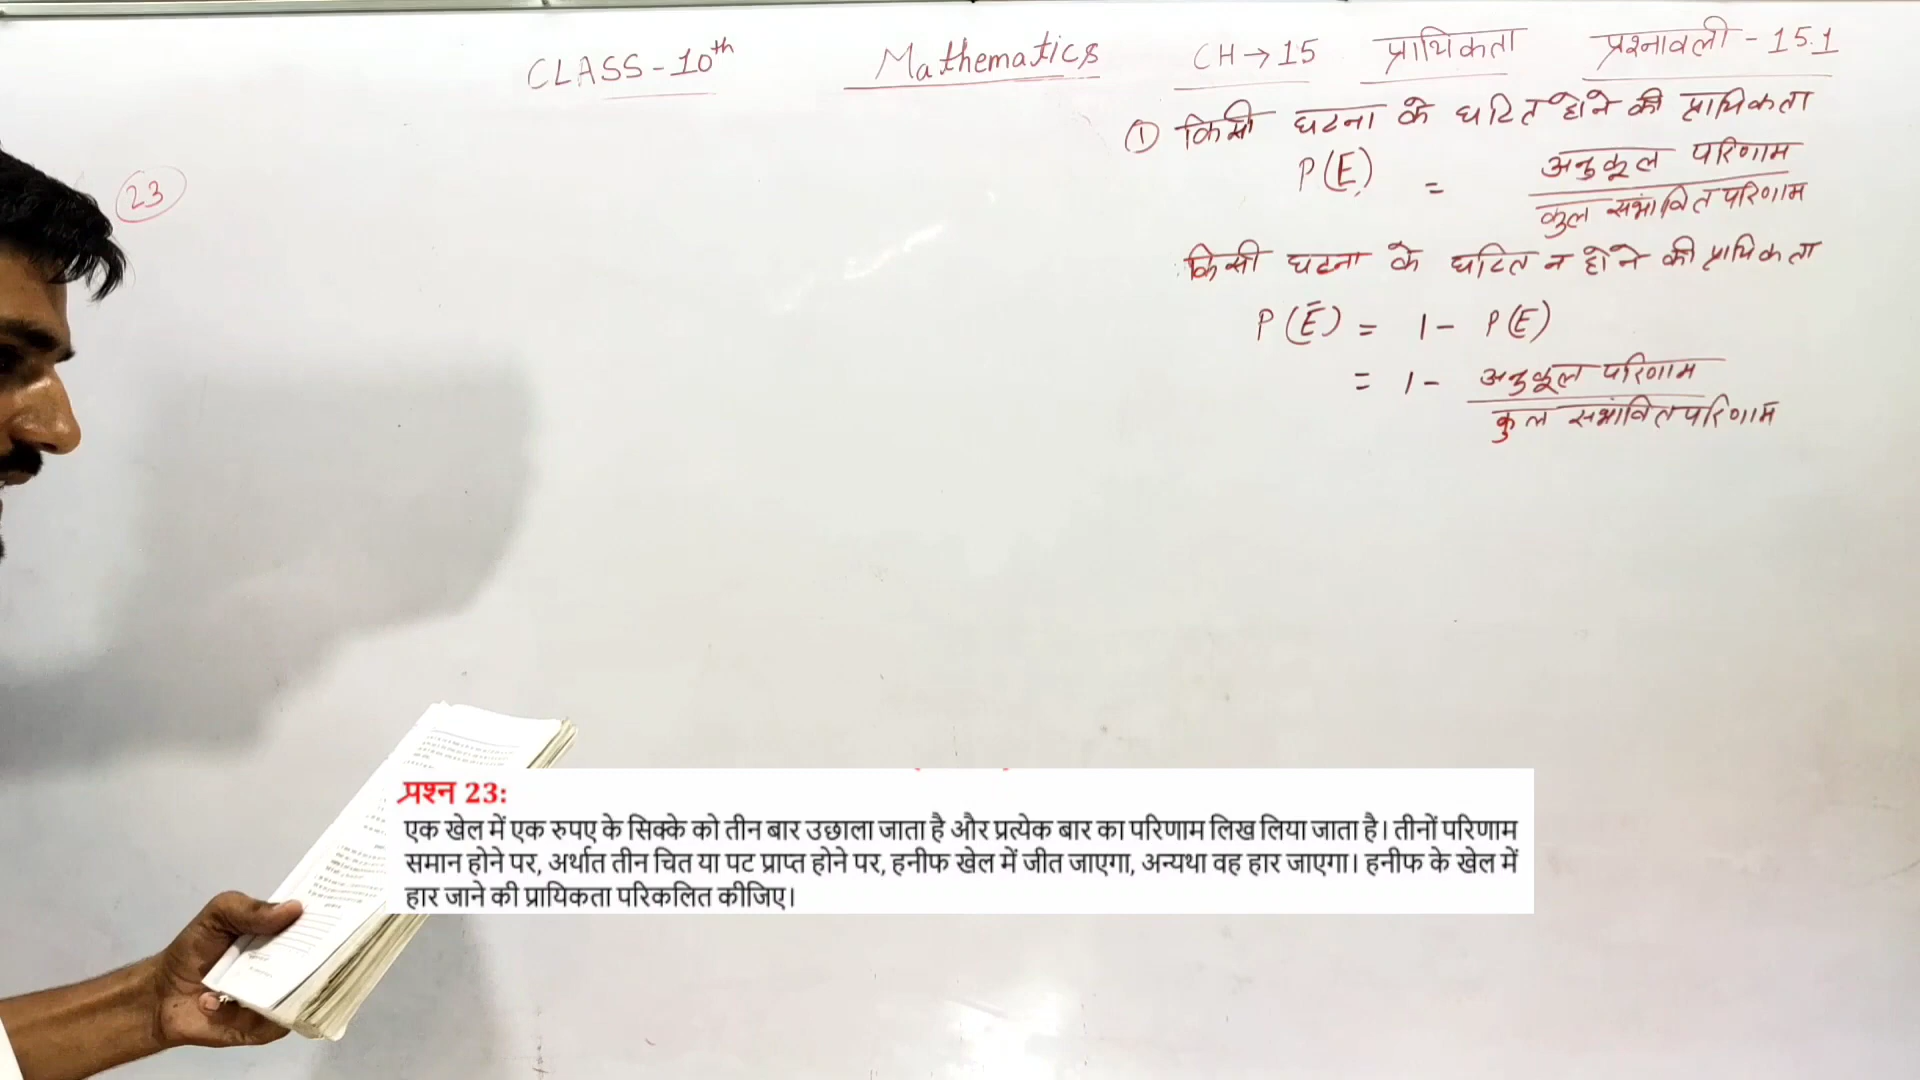 CLASS - 10th Mathematics CH → 15 प्रायिकता प्रश्नावली - 15.1
① किसी घटना के घटित होने की प्रायिकता
P(E) = अनुकूल परिणाम
कुल सभांवित परिणाम
23
किसी घटना के घटित न होने की प्रायिकता
P(Ē) = 1 - P(E)
= 1 - अनुकूल परिणाम
कुल सभांवित परिणाम
प्रश्न 23:
एक खेल में एक रुपए के सिक्के को तीन बार उछाला जाता है और प्रत्येक बार का परिणाम लिख लिया जाता है। तीनों परिणाम
समान होने पर, अर्थात तीन चित या पट प्राप्त होने पर, हनीफ खेल में जीत जाएगा, अन्यथा वह हार जाएगा। हनीफ के खेल में
हार जाने की प्रायिकता परिकलित कीजिए।